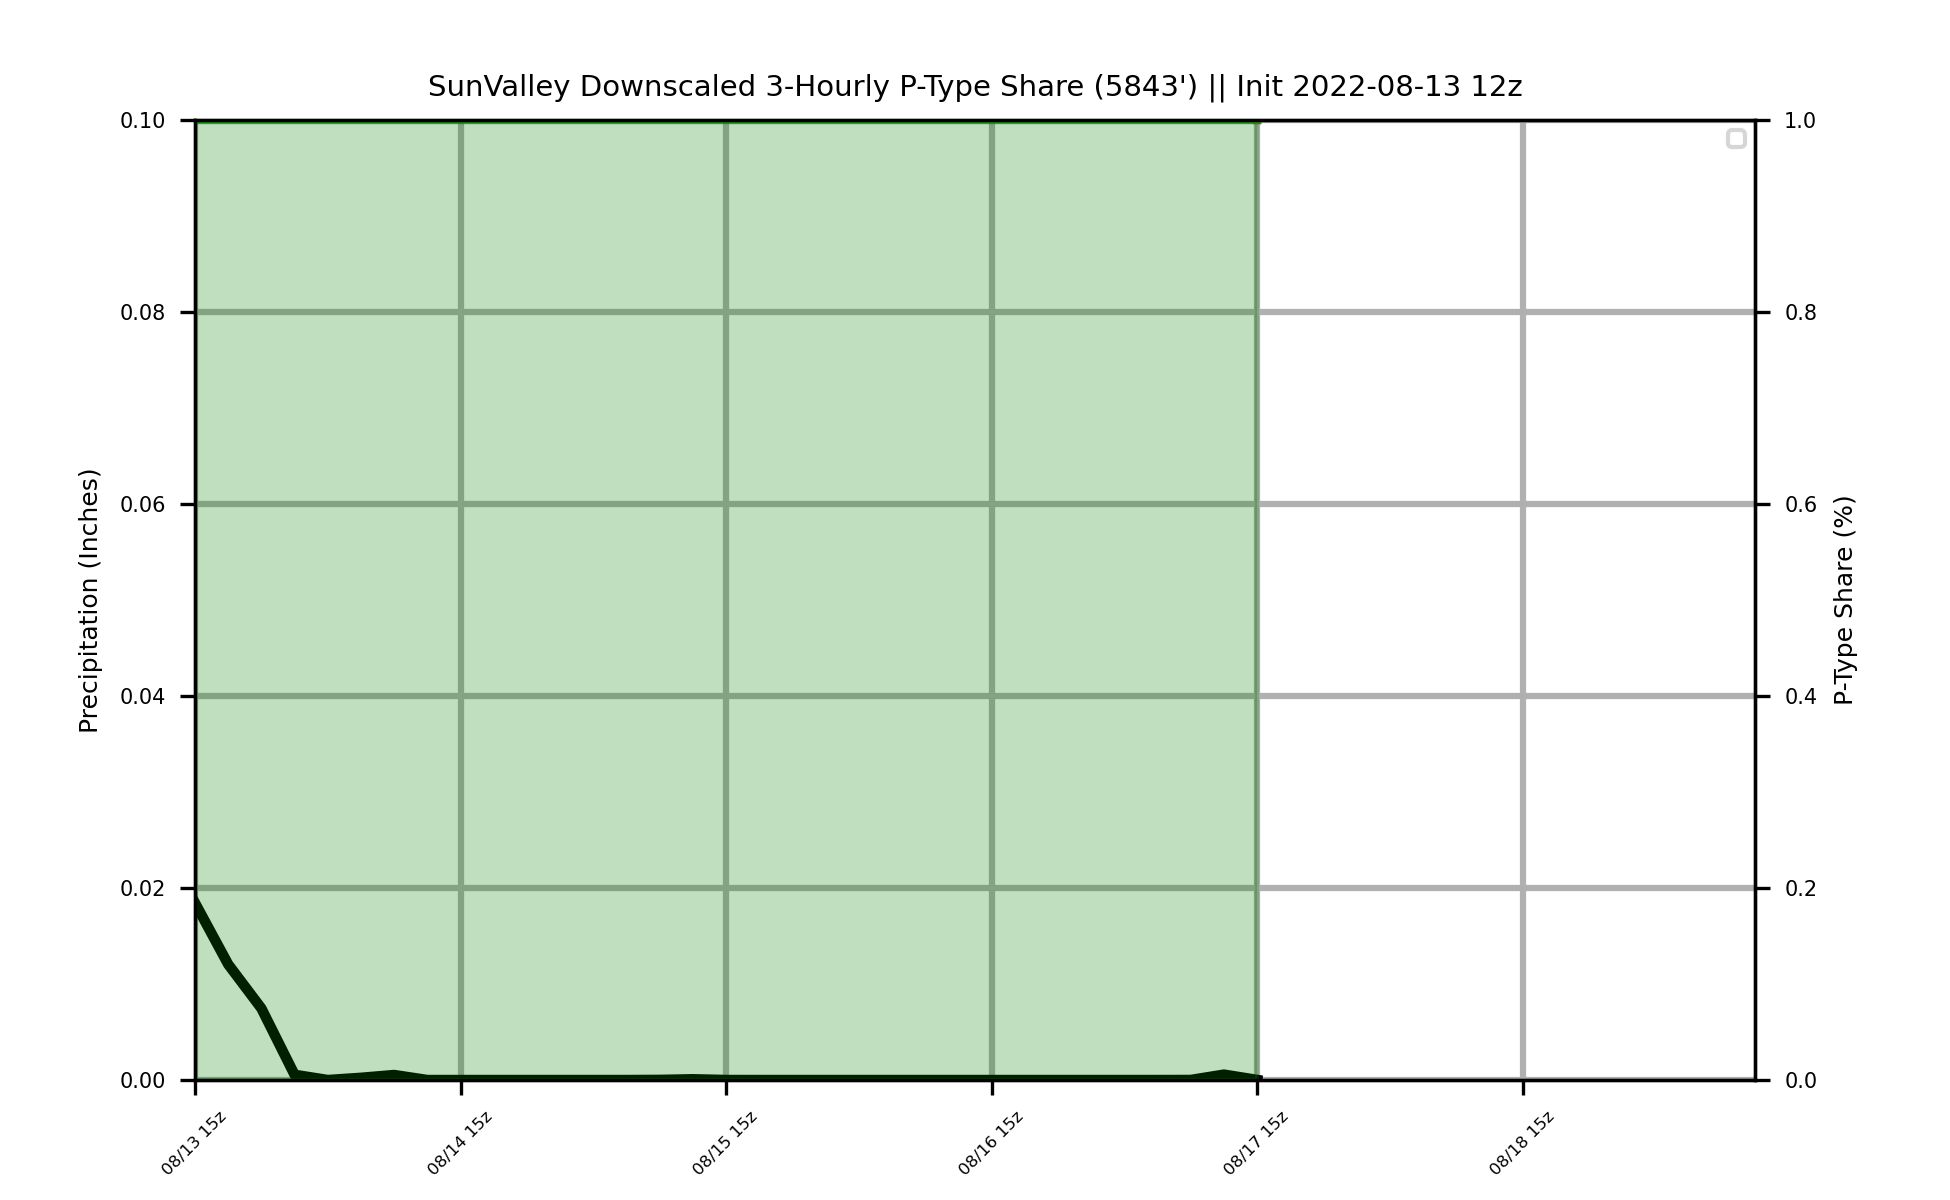 SunValley Downscaled 3-Hourly P-Type Share (5843') || Init 2022-08-13 12z
0.10
0.08
0.06
0.04
0.02
0.00
Precipitation (Inches)
1.0
0.8
0.6
0.4
0.2
0.0
P-Type Share (%)
08/13 15z
08/14 15z
08/15 15z
08/16 15z
08/17 15z
08/18 15z